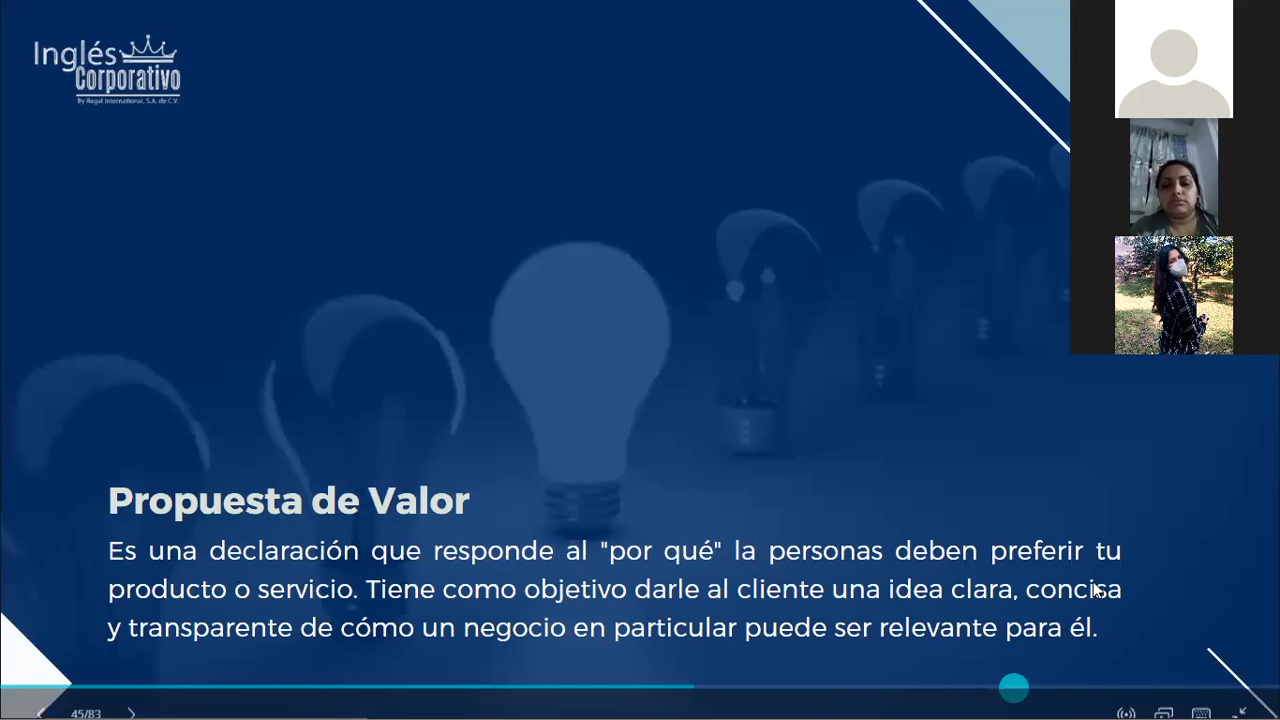 Inglés
Corporativo
By Regal International, S.A. de C.V.
Propuesta de Valor
Es una declaración que responde al "por qué" la personas deben preferir tu
producto o servicio. Tiene como objetivo darle al cliente una idea clara, concisa
y transparente de cómo un negocio en particular puede ser relevante para él.
45/83